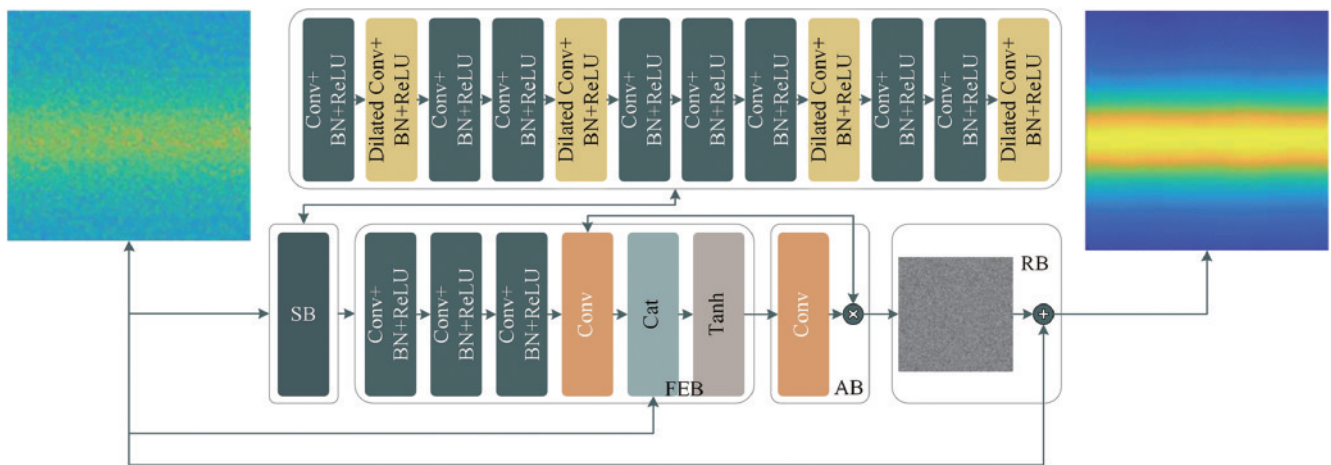 Conv+
BN+ReLU
Dilated Conv+
BN+ReLU
Conv+
BN+ReLU
Conv+
BN+ReLU
Dilated Conv+
BN+ReLU
Conv+
BN+ReLU
Conv+
BN+ReLU
Conv+
BN+ReLU
Dilated Conv+
BN+ReLU
Conv+
BN+ReLU
Conv+
BN+ReLU
Dilated Conv+
BN+ReLU
SB
Conv+
BN+ReLU
Conv+
BN+ReLU
Conv+
BN+ReLU
Conv
Cat
Tanh
FEB
Conv
×
AB
RB
+